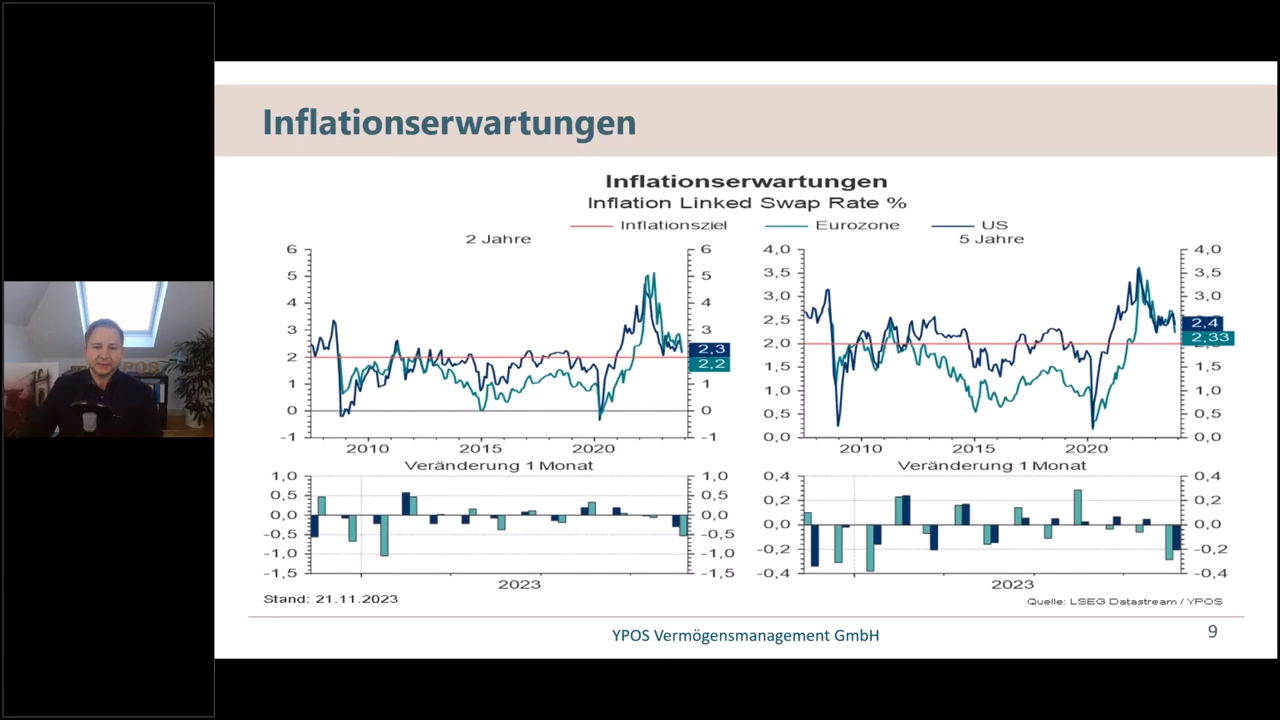 Inflationserwartungen
Inflationserwartungen
Inflation Linked Swap Rate %
Inflationsziel Eurozone US
2 Jahre
6 6
5 5
4 4
3 3
2 2,3
2,2
1 1
0 0
-1 -1
2010 2015 2020
Veränderung 1 Monat
1,0 1,0
0,5 0,5
0,0 0,0
-0,5 -0,5
-1,0 -1,0
-1,5 -1,5
2023
5 Jahre
4,0 4,0
3,5 3,5
3,0 3,0
2,5 2,4
2,0 2,33
1,5 1,5
1,0 1,0
0,5 0,5
0,0 0,0
2010 2015 2020
Veränderung 1 Monat
0,4 0,4
0,2 0,2
0,0 0,0
-0,2 -0,2
-0,4 -0,4
2023
Stand: 21.11.2023
Quelle: LSEG Datastream / YPOS
YPOS Vermögensmanagement GmbH
9
YPOS